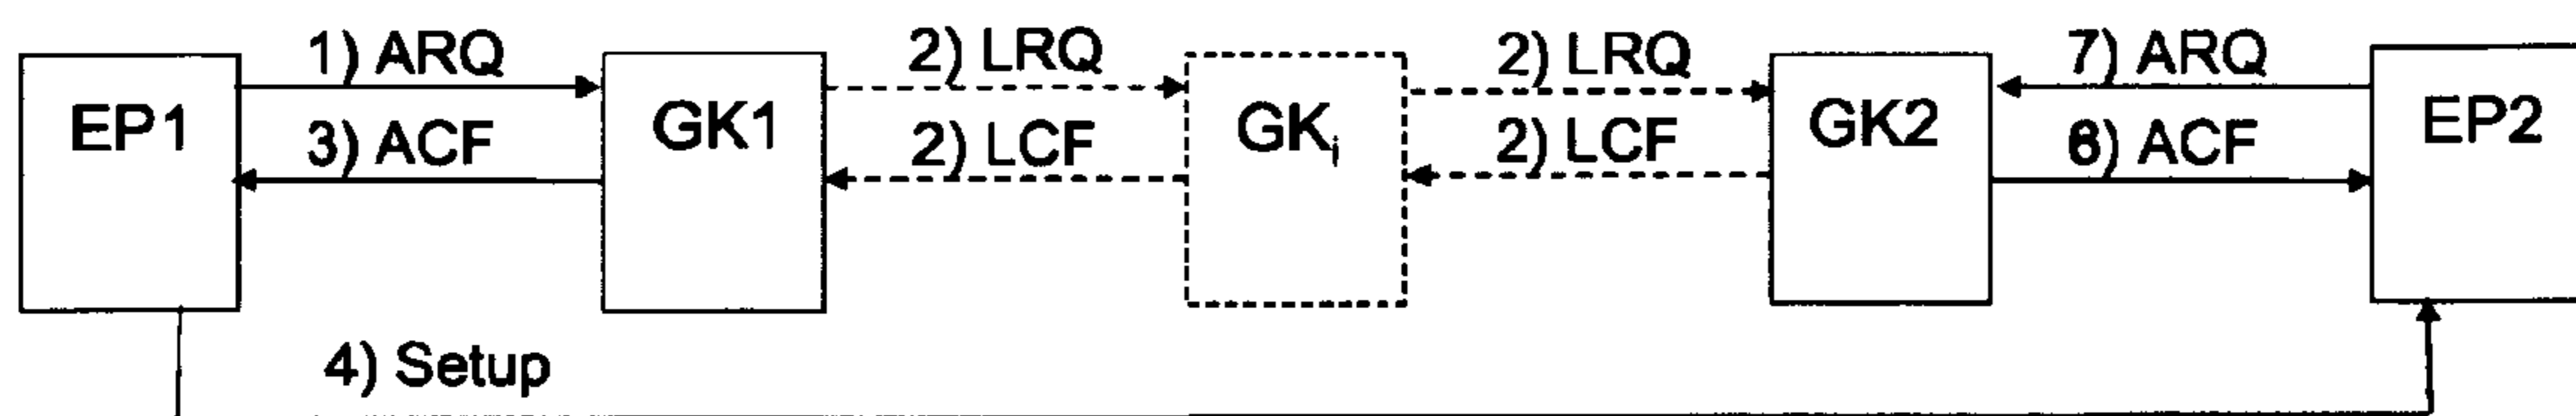 1) ARQ
2) LRQ
2) LRQ
7) ARQ
EP1
GK1
GKi
GK2
EP2
3) ACF
2) LCF
2) LCF
6) ACF
4) Setup